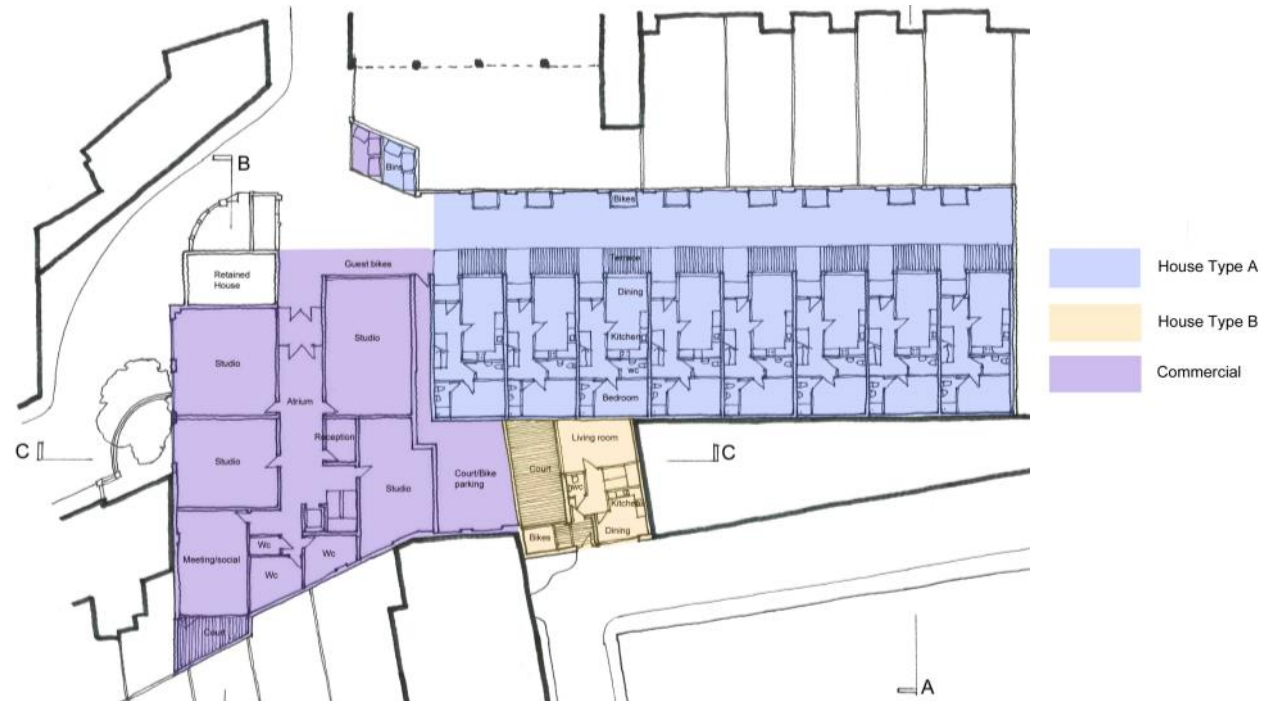 Bins
B
Bikes
Guest bikes
Terrace
Retained
House
Dining
Studio
Kitchen
Studio
wc
Atrium
Bedroom
Reception
Living room
C
C
Studio
Court
Court/Bike
parking
Studio
wc
Kitchen
Dining
Bikes
Wc
Wc
Meeting/social
Wc
Court
A
House Type A
House Type B
Commercial